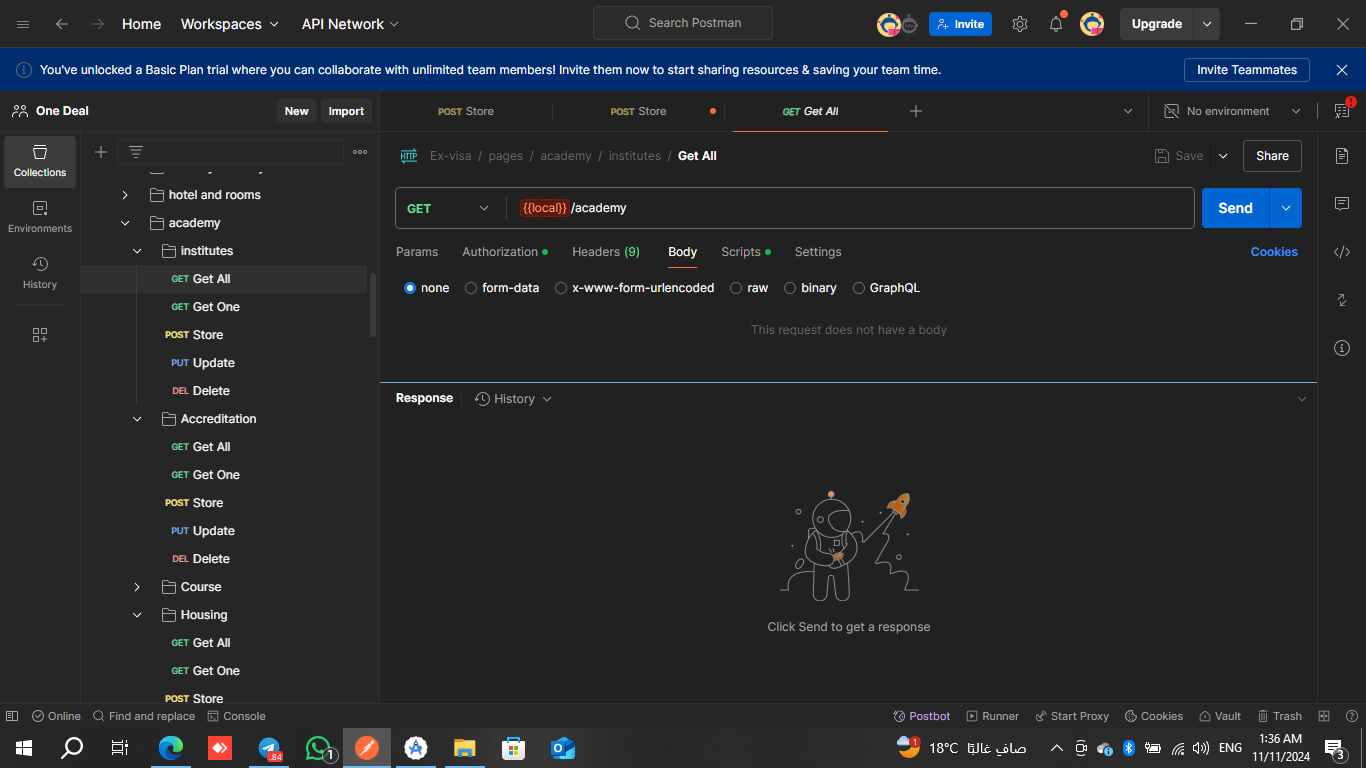 Home Workspaces API Network Search Postman Invite Upgrade
You've unlocked a Basic Plan trial where you can collaborate with unlimited team members! Invite them now to start sharing resources & saving your team time. Invite Teammates
One Deal New Import
POST Store POST Store GET Get All No environment
Collections
Environments
History
hotel and rooms
academy
institutes
GET Get All
GET Get One
POST Store
PUT Update
DEL Delete
Accreditation
GET Get All
GET Get One
POST Store
PUT Update
DEL Delete
Course
Housing
GET Get All
GET Get One
POST Store
HTTP Ex-visa / pages / academy / institutes / Get All Save Share
GET {{local}}/academy Send
Params Authorization Headers (9) Body Scripts Settings Cookies
none form-data x-www-form-urlencoded raw binary GraphQL
This request does not have a body
Response History
Click Send to get a response
Online Find and replace Console Postbot Runner Start Proxy Cookies Vault Trash
.84 1 1 18°C صافٍ غالبًا ENG 1:36 AM
11/11/2024 3